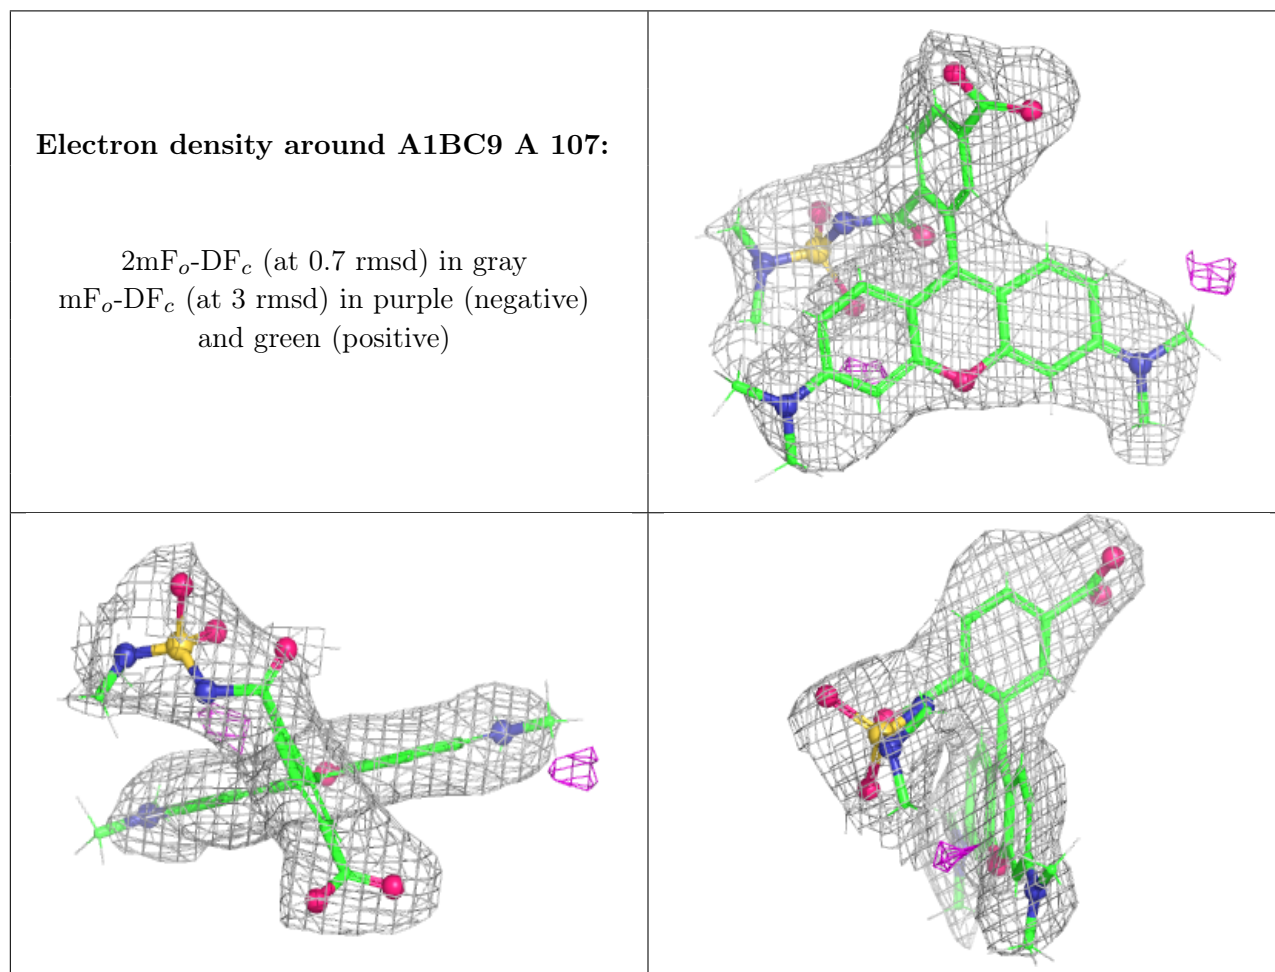 Electron density around A1BC9 A 107:
2mFo-DFc (at 0.7 rmsd) in gray
mFo-DFc (at 3 rmsd) in purple (negative)
and green (positive)